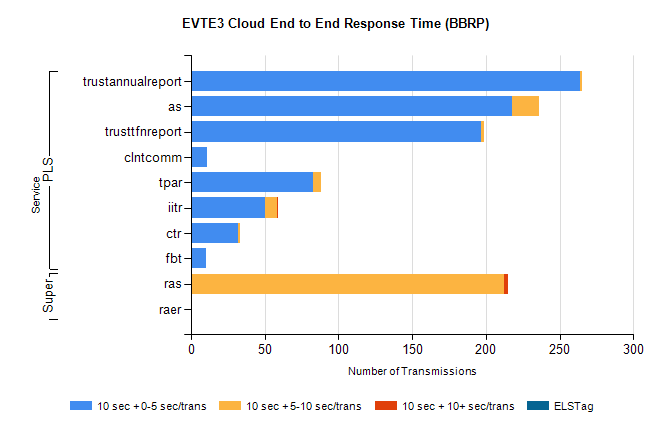 EVTE3 Cloud End to End Response Time (BBRP)
trustannualreport
as
trusttfnreport
clntcomm
tpar
iitr
ctr
fbt
ras
raer
Service
PLS
Super
0 50 100 150 200 250 300
Number of Transmissions
10 sec +0-5 sec/trans 10 sec +5-10 sec/trans 10 sec + 10+ sec/trans ELSTag